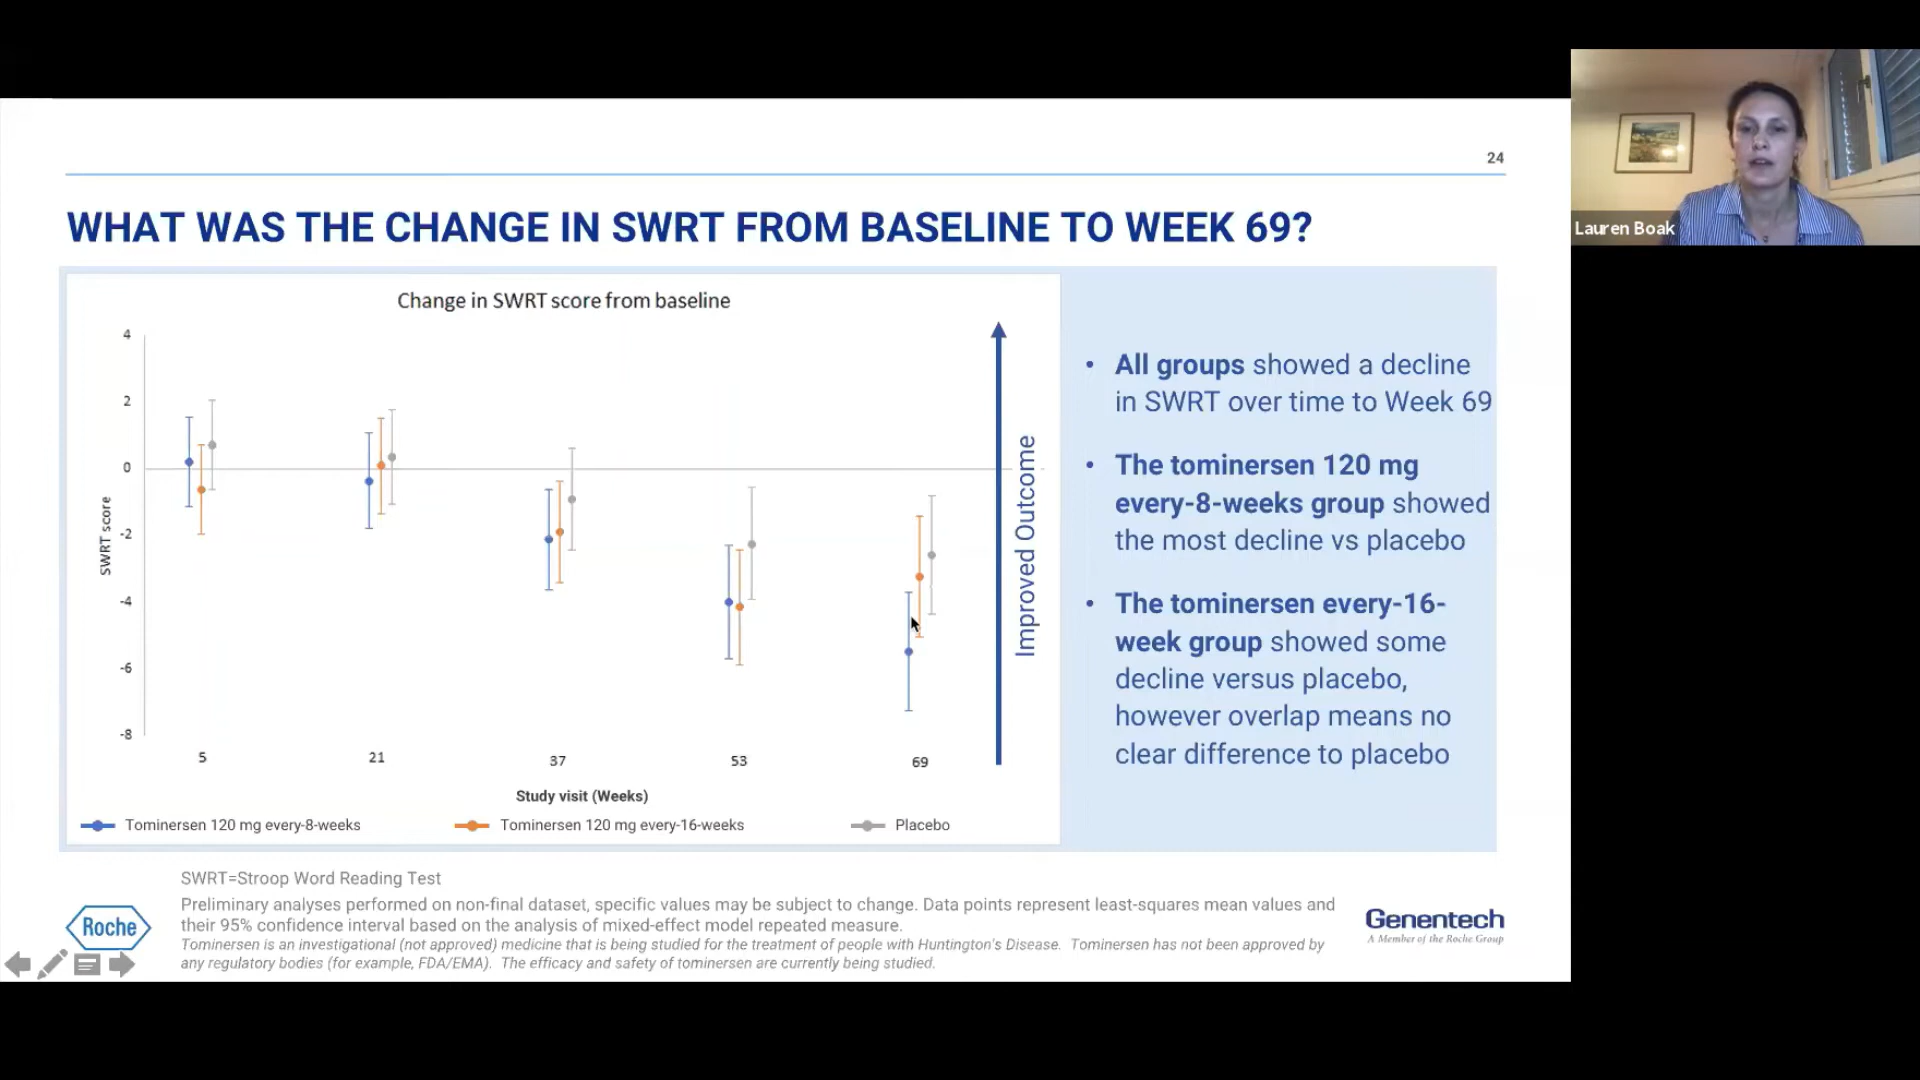 24
WHAT WAS THE CHANGE IN SWRT FROM BASELINE TO WEEK 69?
Change in SWRT score from baseline
4
2
0
-2
-4
-6
-8
SWRT score
5 21 37 53 69
Study visit (Weeks)
Tominersen 120 mg every-8-weeks Tominersen 120 mg every-16-weeks Placebo
Improved Outcome
• All groups showed a decline
in SWRT over time to Week 69
• The tominersen 120 mg
every-8-weeks group showed
the most decline vs placebo
• The tominersen every-16-
week group showed some
decline versus placebo,
however overlap means no
clear difference to placebo
SWRT=Stroop Word Reading Test
Preliminary analyses performed on non-final dataset, specific values may be subject to change. Data points represent least-squares mean values and
their 95% confidence interval based on the analysis of mixed-effect model repeated measure.
Tominersen is an investigational (not approved) medicine that is being studied for the treatment of people with Huntington's Disease. Tominersen has not been approved by
any regulatory bodies (for example, FDA/EMA). The efficacy and safety of tominersen are currently being studied.
Roche
Genentech
A Member of the Roche Group
Lauren Boak